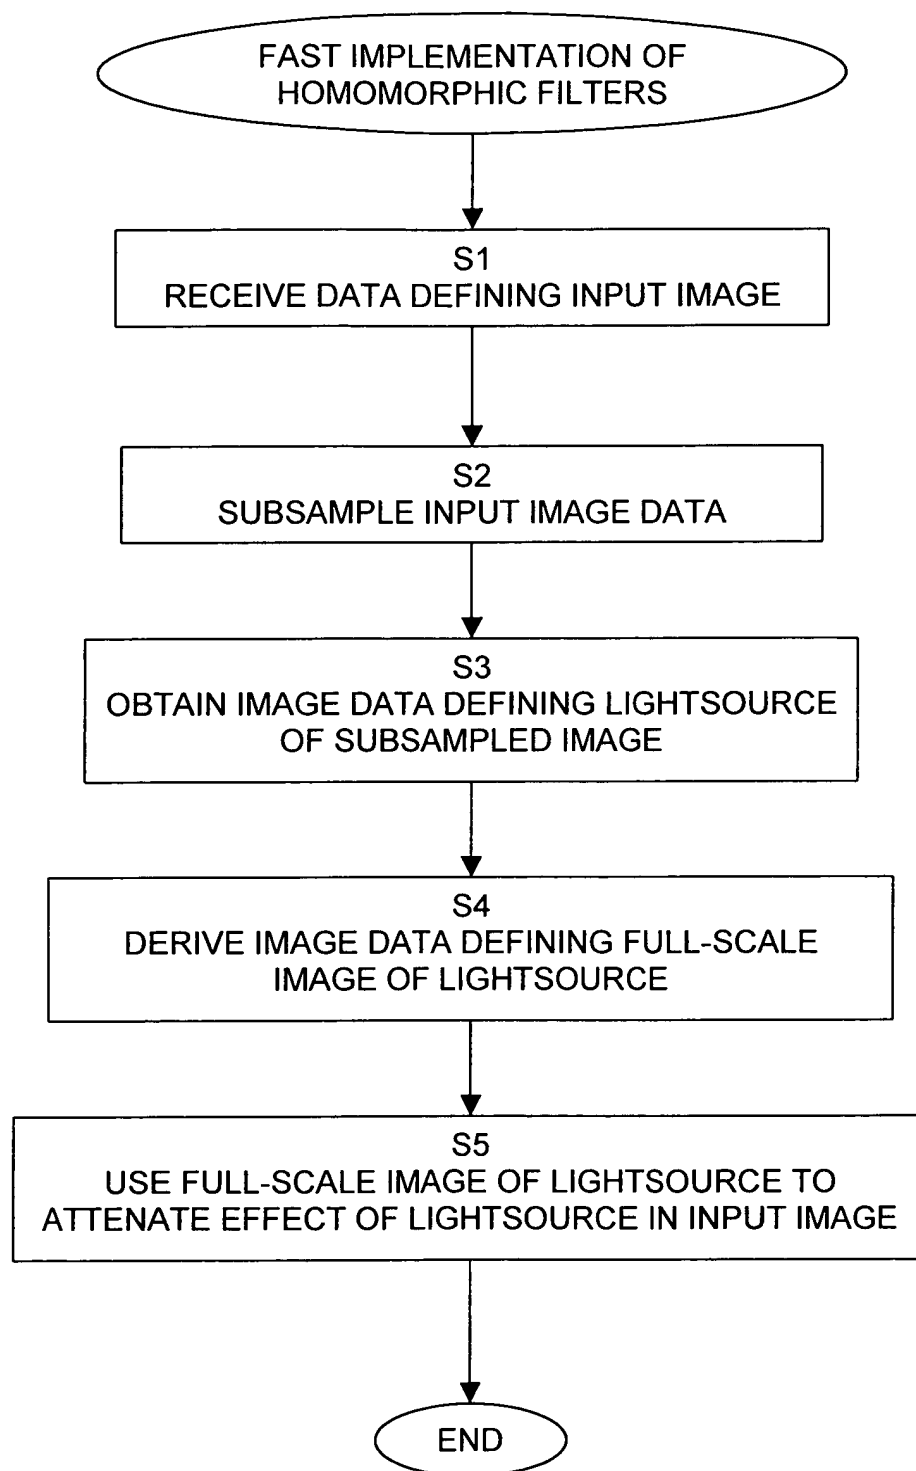 FAST IMPLEMENTATION OF
HOMOMORPHIC FILTERS
S1
RECEIVE DATA DEFINING INPUT IMAGE
S2
SUBSAMPLE INPUT IMAGE DATA
S3
OBTAIN IMAGE DATA DEFINING LIGHTSOURCE
OF SUBSAMPLED IMAGE
S4
DERIVE IMAGE DATA DEFINING FULL-SCALE
IMAGE OF LIGHTSOURCE
S5
USE FULL-SCALE IMAGE OF LIGHTSOURCE TO
ATTENATE EFFECT OF LIGHTSOURCE IN INPUT IMAGE
END